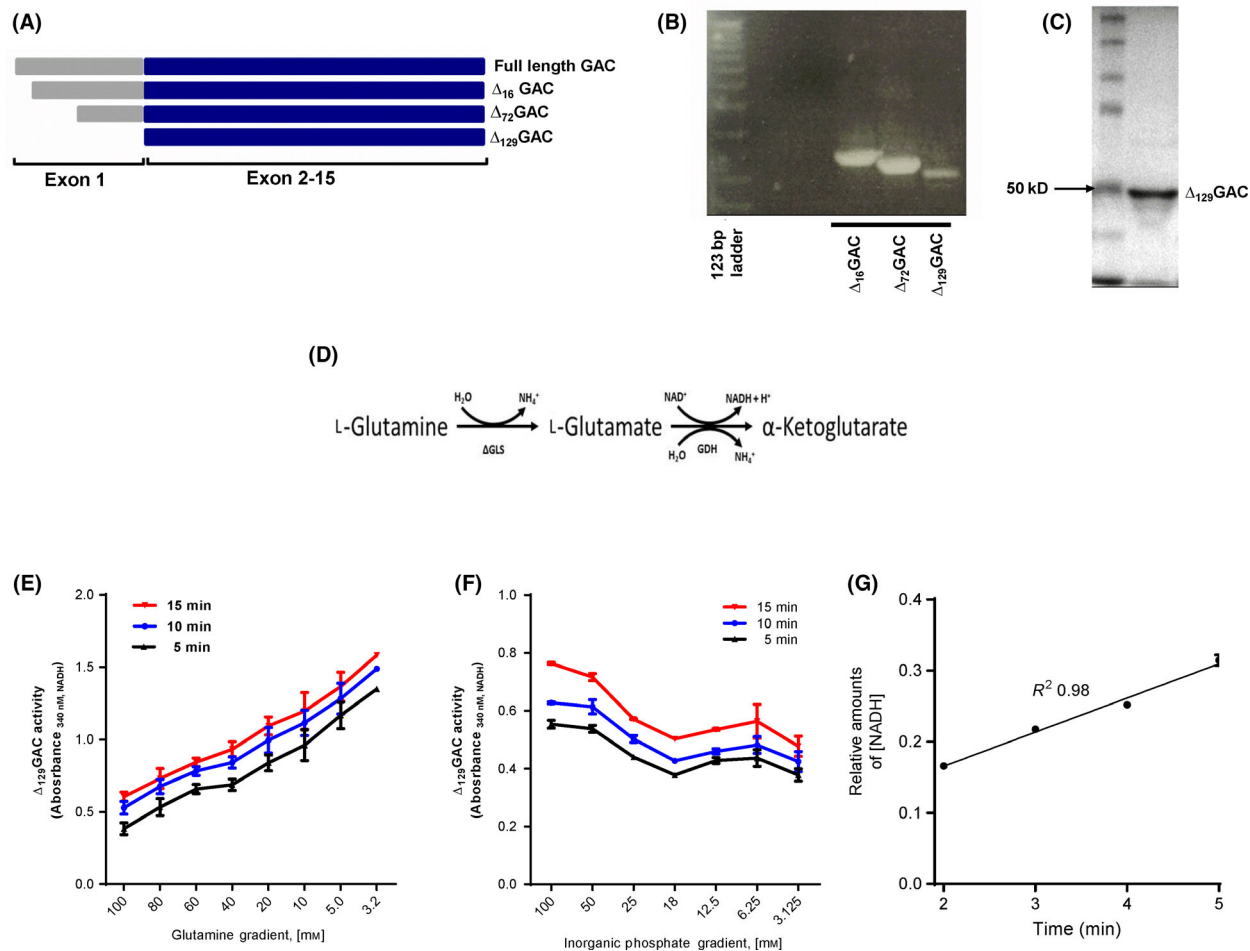 (A)
Full length GAC
Δ16 GAC
Δ72GAC
Δ129GAC
Exon 1
Exon 2-15
(B)
123 bp
ladder
Δ16GAC
Δ72GAC
Δ129GAC
(C)
50 kD
Δ129GAC
(D)
H2O
NH4+
NAD+
NADH + H+
L-Glutamine
L-Glutamate
α-Ketoglutarate
ΔGLS
H2O
GDH
NH4+
(E)
Δ129GAC activity
(Abosrbance 340 nM, NADH)
2.0
1.5
1.0
0.5
0.0
15 min
10 min
5 min
100
80
60
40
20
10
5.0
3.2
Glutamine gradient, [mM]
(F)
Δ129GAC activity
(Abosrbance 340 nM, NADH)
1.0
0.8
0.6
0.4
0.2
0.0
15 min
10 min
5 min
100
50
25
18
12.5
6.25
3.125
Inorganic phosphate gradient, [mM]
(G)
Relative amounts
of [NADH]
0.4
0.3
0.2
0.1
0.0
R2 0.98
2
3
4
5
Time (min)